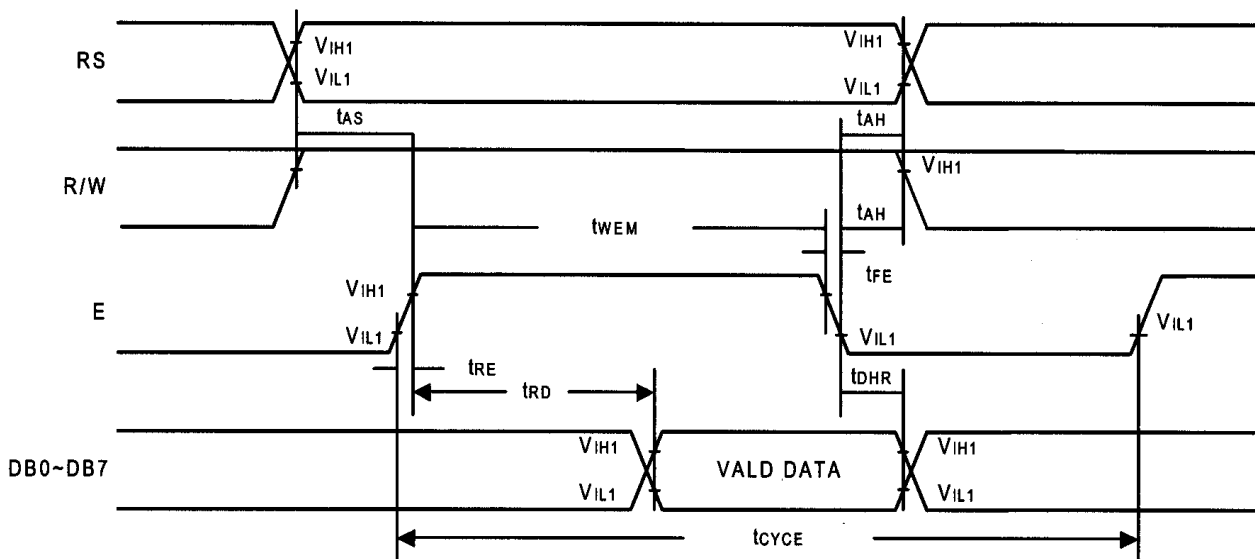 RS
VIH1
VIL1
VIH1
VIL1
tAS
tAH
R/W
VIH1
tWEM
tAH
tFE
E
VIH1
VIL1
VIL1
VIL1
tRE
tRD
tDHR
DB0~DB7
VIH1
VIL1
VALD DATA
VIH1
VIL1
tCYCE